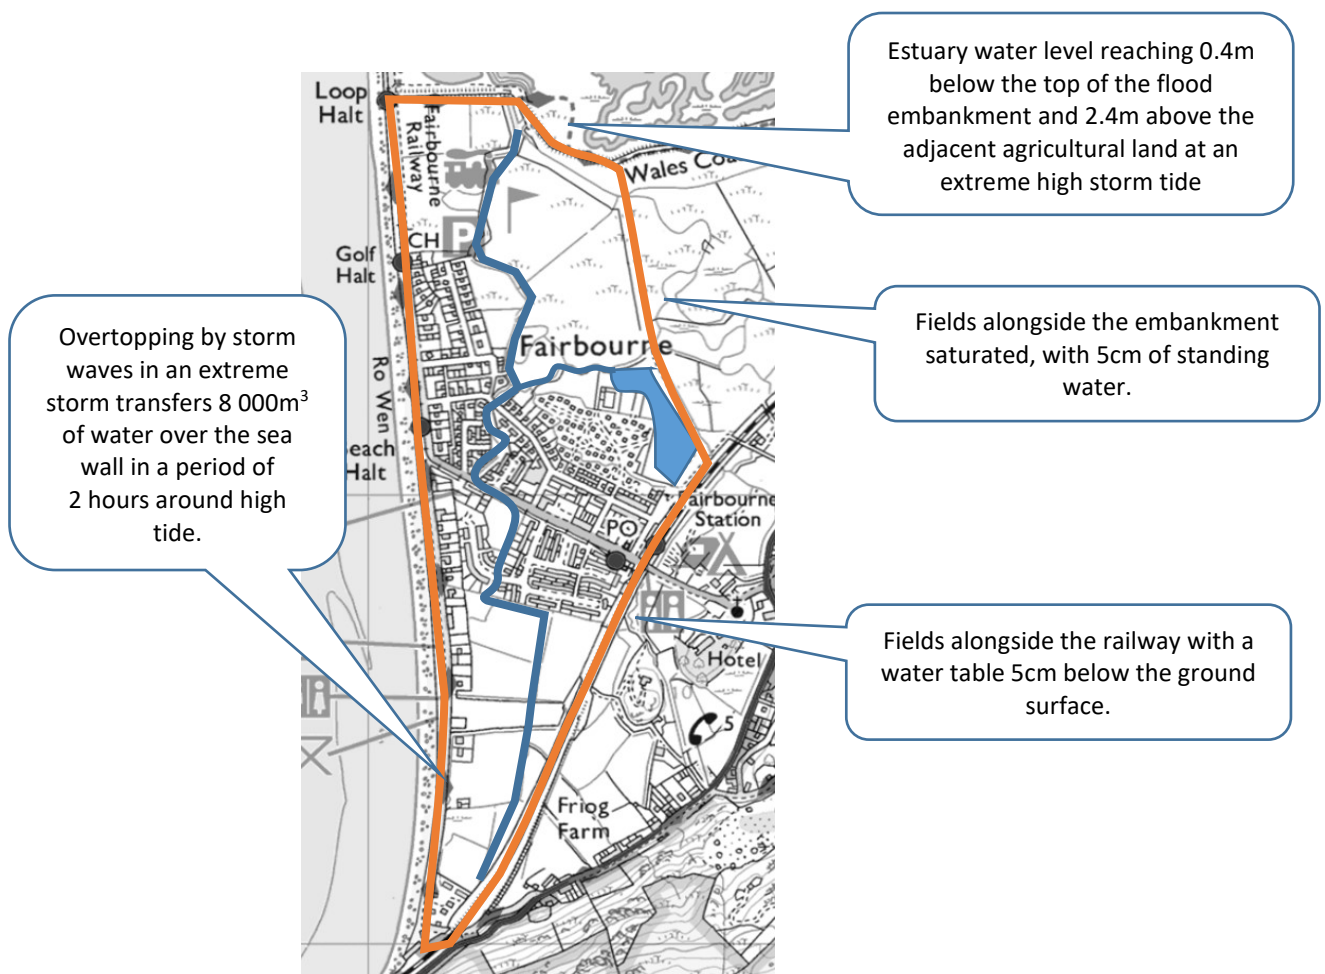 Estuary water level reaching 0.4m
below the top of the flood
embankment and 2.4m above the
adjacent agricultural land at an
extreme high storm tide
Loop
Halt
Fairbourne
Railway
Wales Coa
P
CH
Golf
Halt
Fields alongside the embankment
saturated, with 5cm of standing
water.
Overtopping by storm
waves in an extreme
storm transfers 8 000m³
of water over the sea
wall in a period of
2 hours around high
tide.
Fairbourne
Ro Wen
Beach
Halt
Fairbourne
Station
PO
Fields alongside the railway with a
water table 5cm below the ground
surface.
Hotel
5
Friog
Farm